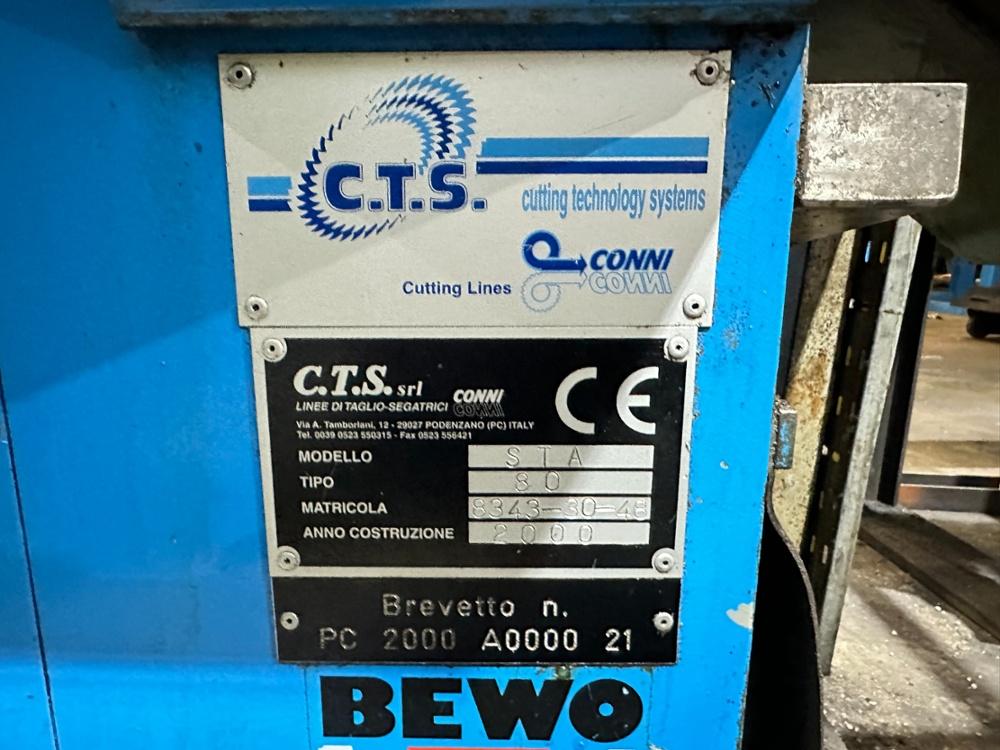 C.T.S.
cutting technology systems
Cutting Lines CONNI
CONNI
C.T.S. srl
LINEE DI TAGLIO-SEGATRICI CONNI
CONNI
Via A. Tamboriani, 12 - 29027 PODENZANO (PC) ITALY
Tel. 0039 0523 550315 - Fax 0523 556421
CE
MODELLO STA
TIPO 80
MATRICOLA 8343-30-48
ANNO COSTRUZIONE 2000
Brevetto n.
PC 2000 A0000 21
BEWO